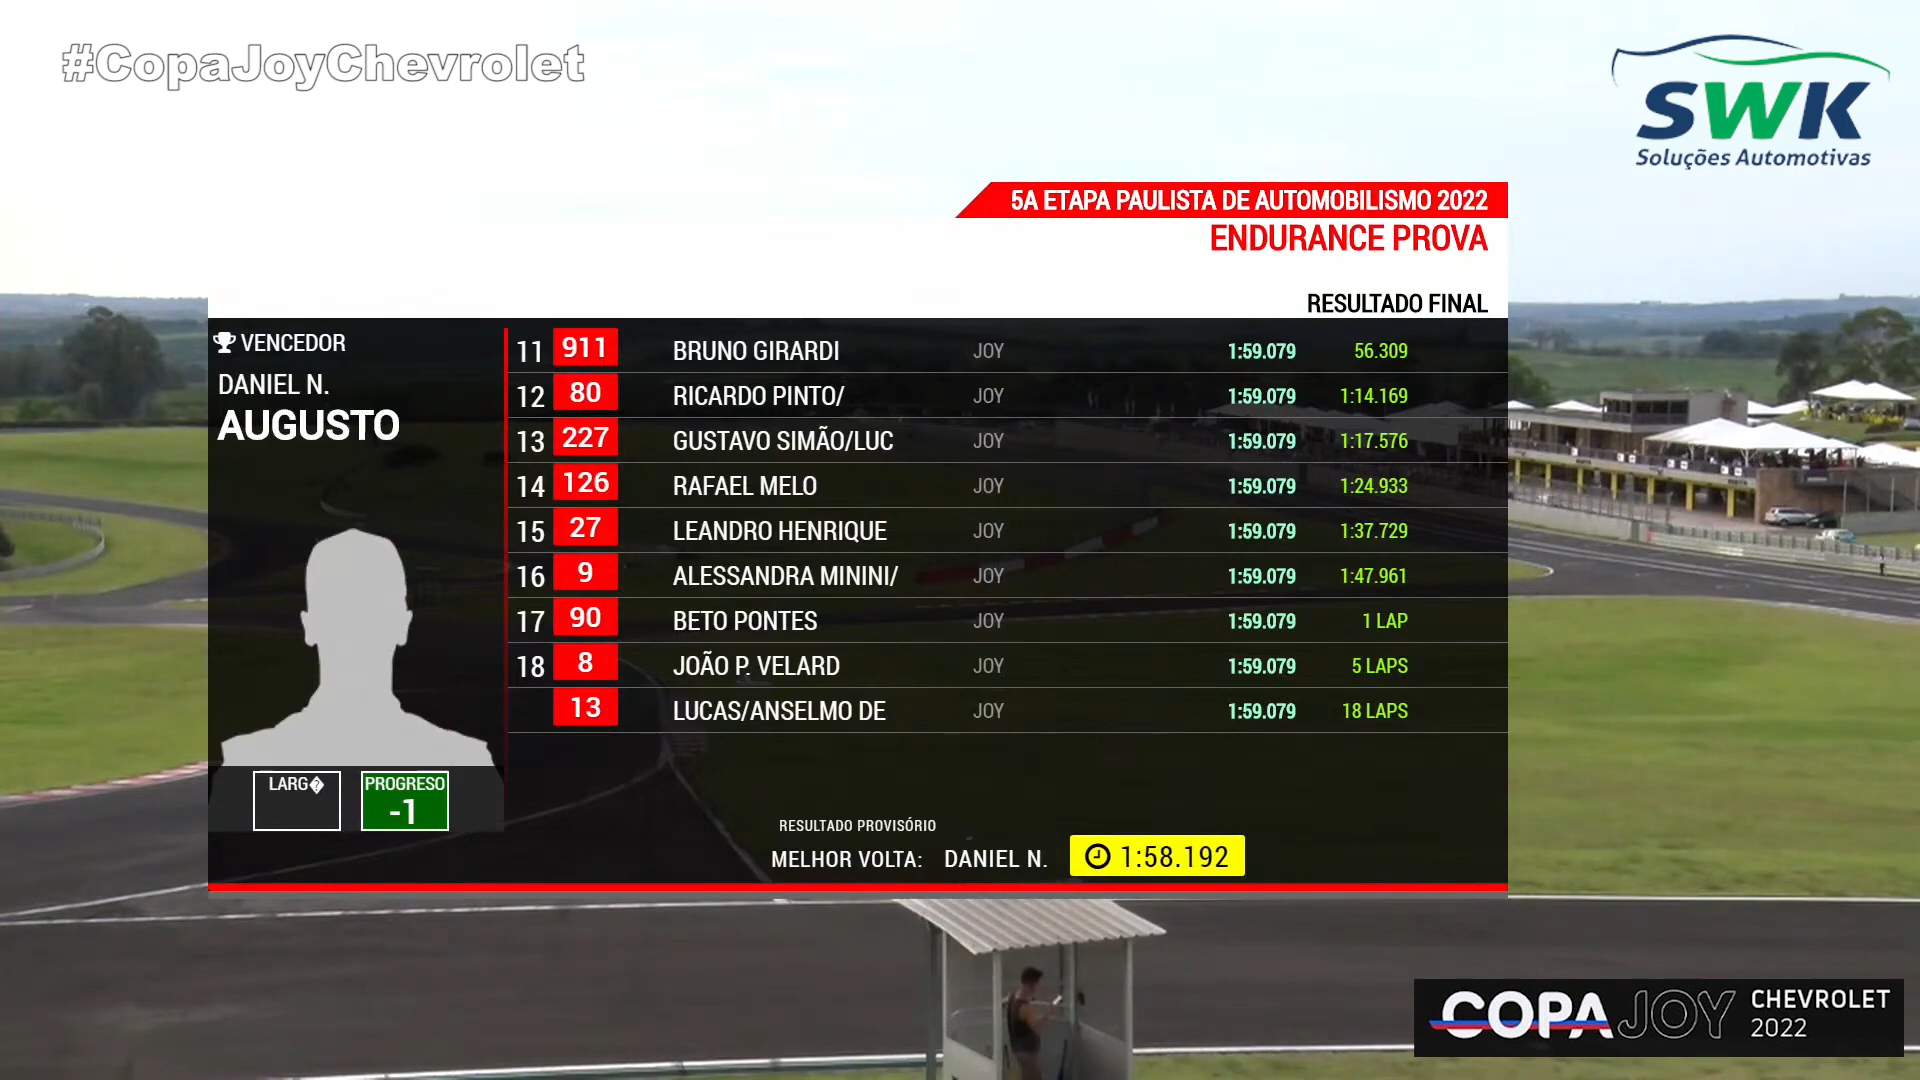 #CopaJoyChevrolet
SWK
Soluções Automotivas
5A ETAPA PAULISTA DE AUTOMOBILISMO 2022
ENDURANCE PROVA
RESULTADO FINAL
VENCEDOR
DANIEL N.
AUGUSTO
11 911 BRUNO GIRARDI JOY 1:59.079 56.309
12 80 RICARDO PINTO/ JOY 1:59.079 1:14.169
13 227 GUSTAVO SIMÃO/LUC JOY 1:59.079 1:17.576
14 126 RAFAEL MELO JOY 1:59.079 1:24.933
15 27 LEANDRO HENRIQUE JOY 1:59.079 1:37.729
16 9 ALESSANDRA MININI/ JOY 1:59.079 1:47.961
17 90 BETO PONTES JOY 1:59.079 1 LAP
18 8 JOÃO P. VELARD JOY 1:59.079 5 LAPS
13 LUCAS/ANSELMO DE JOY 1:59.079 18 LAPS
LARG�
PROGRESO
-1
RESULTADO PROVISÓRIO
MELHOR VOLTA: DANIEL N. 1:58.192
COPA JOY CHEVROLET
2022